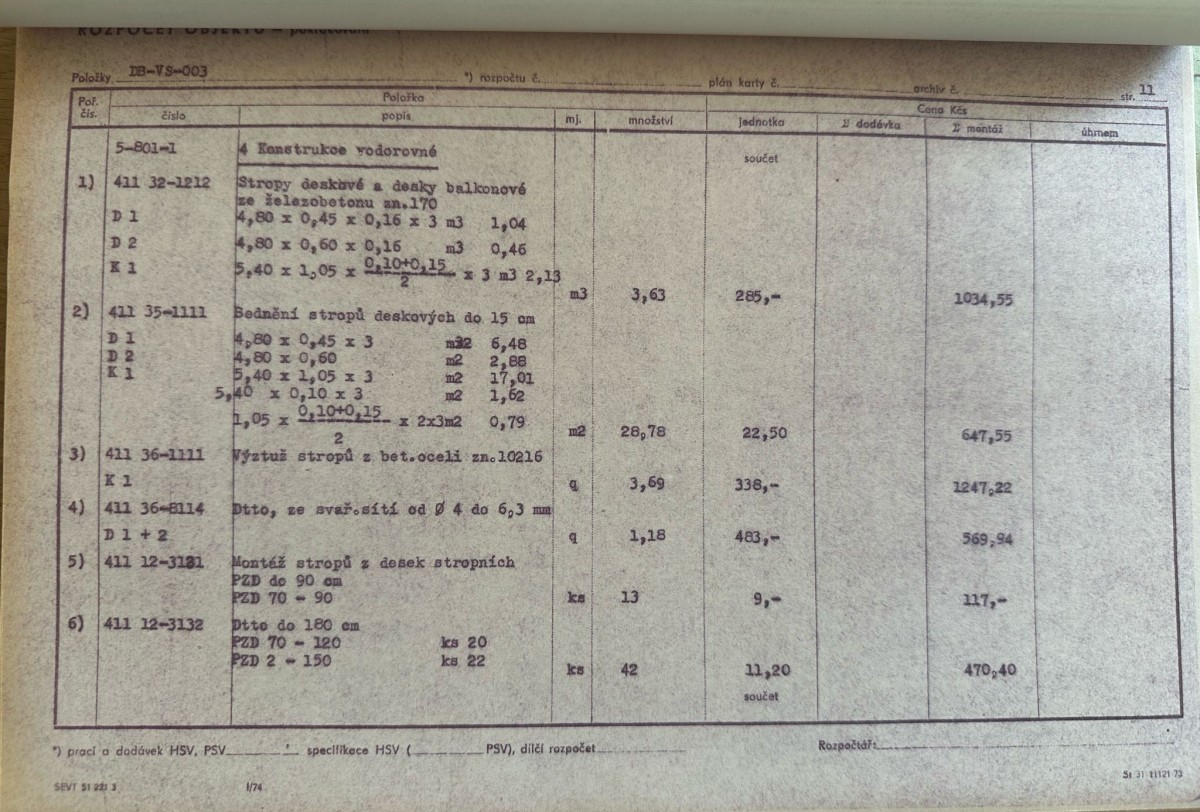 ROZPOČET OBJEKTU – pokračování
Položky DB-VS-003 *) rozpočtu č. plán karty č. archiv č. str. 11
Poř. čís. Položka Cena Kčs
číslo popis mj. množství jednotka Σ dodávka Σ montáž úhrnem
5-801-1 4 Konstrukce vodorovné součet
1) 411 32-1212 Stropy deskové a desky balkonové
ze železobetonu zn.170
D 1 4,80 x 0,45 x 0,16 x 3 m3 1,04
D 2 4,80 x 0,60 x 0,16 m3 0,46
K 1 5,40 x 1,05 x 0,10+0,15/2 x 3 m3 2,13
m3 3,63 285,- 1034,55
2) 411 35-1111 Bednění stropů deskových do 15 cm
D 1 4,80 x 0,45 x 3 m32 6,48
D 2 4,80 x 0,60 m2 2,88
K 1 5,40 x 1,05 x 3 m2 17,01
5,40 x 0,10 x 3 m2 1,62
1,05 x 0,10+0,15/2 x 2x3m2 0,79
m2 28,78 22,50 647,55
3) 411 36-1111 Výztuž stropů z bet.oceli zn.10216
K 1 q 3,69 338,- 1247,22
4) 411 36-8114 Dtto, ze svař.sítí od Ø 4 do 6,3 mm
D 1 + 2 q 1,18 483,- 569,94
5) 411 12-3121 Montáž stropů z desek stropních
PZD do 90 cm
PZD 70 - 90 ks 13 9,- 117,-
6) 411 12-3132 Dtto do 180 cm
PZD 70 - 120 ks 20
PZD 2 - 150 ks 22
ks 42 11,20 470,40
součet
*) prací a dodávek HSV, PSV specifikace HSV ( PSV), dílčí rozpočet Rozpočtář:
SEVT 51 221 3 I/74 St 31 11121 73